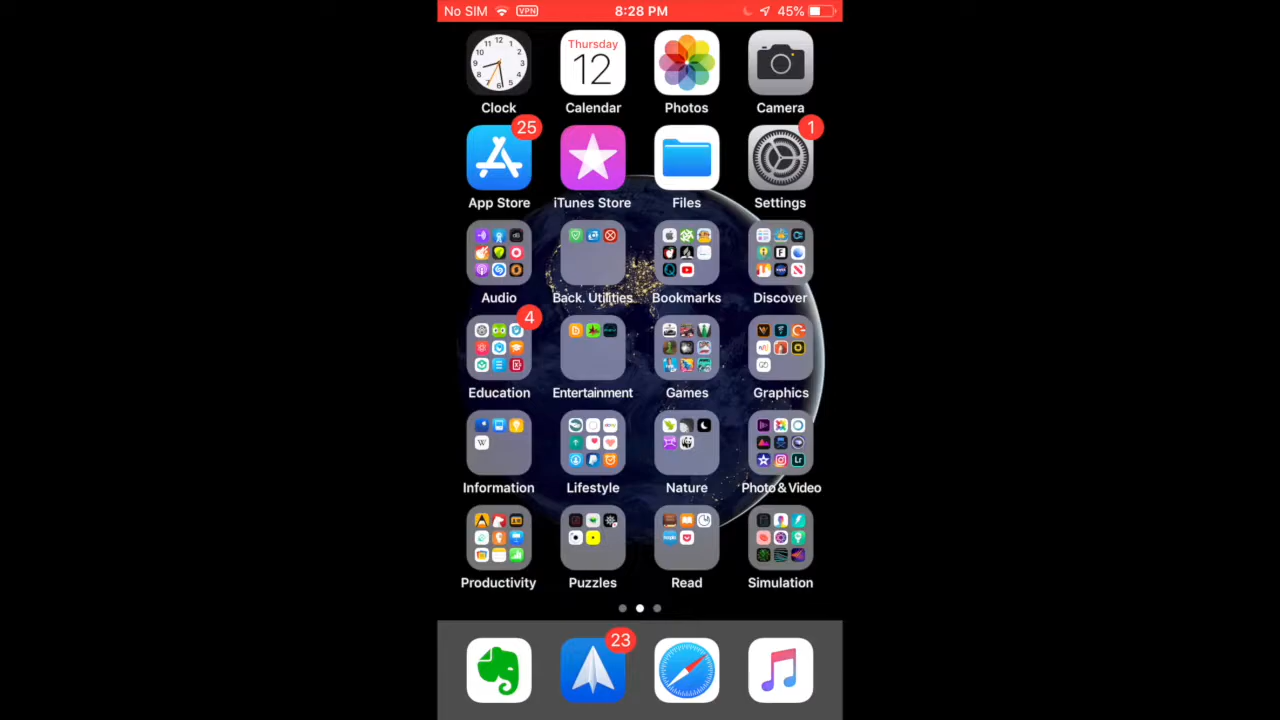 No SIM VPN 8:28 PM 45%
Thursday
12
Clock Calendar Photos Camera
25 1
App Store iTunes Store Files Settings
Audio Back. Utilities Bookmarks Discover
4
Education Entertainment Games Graphics
Information Lifestyle Nature Photo & Video
Productivity Puzzles Read Simulation
23